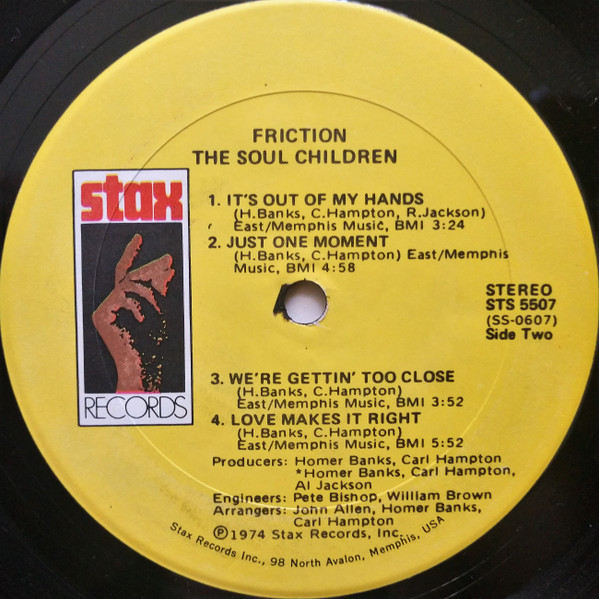 FRICTION
THE SOUL CHILDREN
stax
RECORDS
1. IT'S OUT OF MY HANDS
(H.Banks, C.Hampton, R.Jackson)
East/Memphis Music, BMI 3:24
2. JUST ONE MOMENT
(H.Banks, C.Hampton) East/Memphis
Music, BMI 4:58
STEREO
STS 5507
(SS-0607)
Side Two
3. WE'RE GETTIN' TOO CLOSE
(H.Banks, C.Hampton)
East/Memphis Music, BMI 3:52
4. LOVE MAKES IT RIGHT
(H.Banks, C.Hampton)
East/Memphis Music, BMI 5:52
Producers: Homer Banks, Carl Hampton
*Homer Banks, Carl Hampton,
Al Jackson
Engineers: Pete Bishop, William Brown
Arrangers: John Allen, Homer Banks,
Carl Hampton
℗1974 Stax Records, Inc.
Stax Records Inc., 98 North Avalon, Memphis, USA